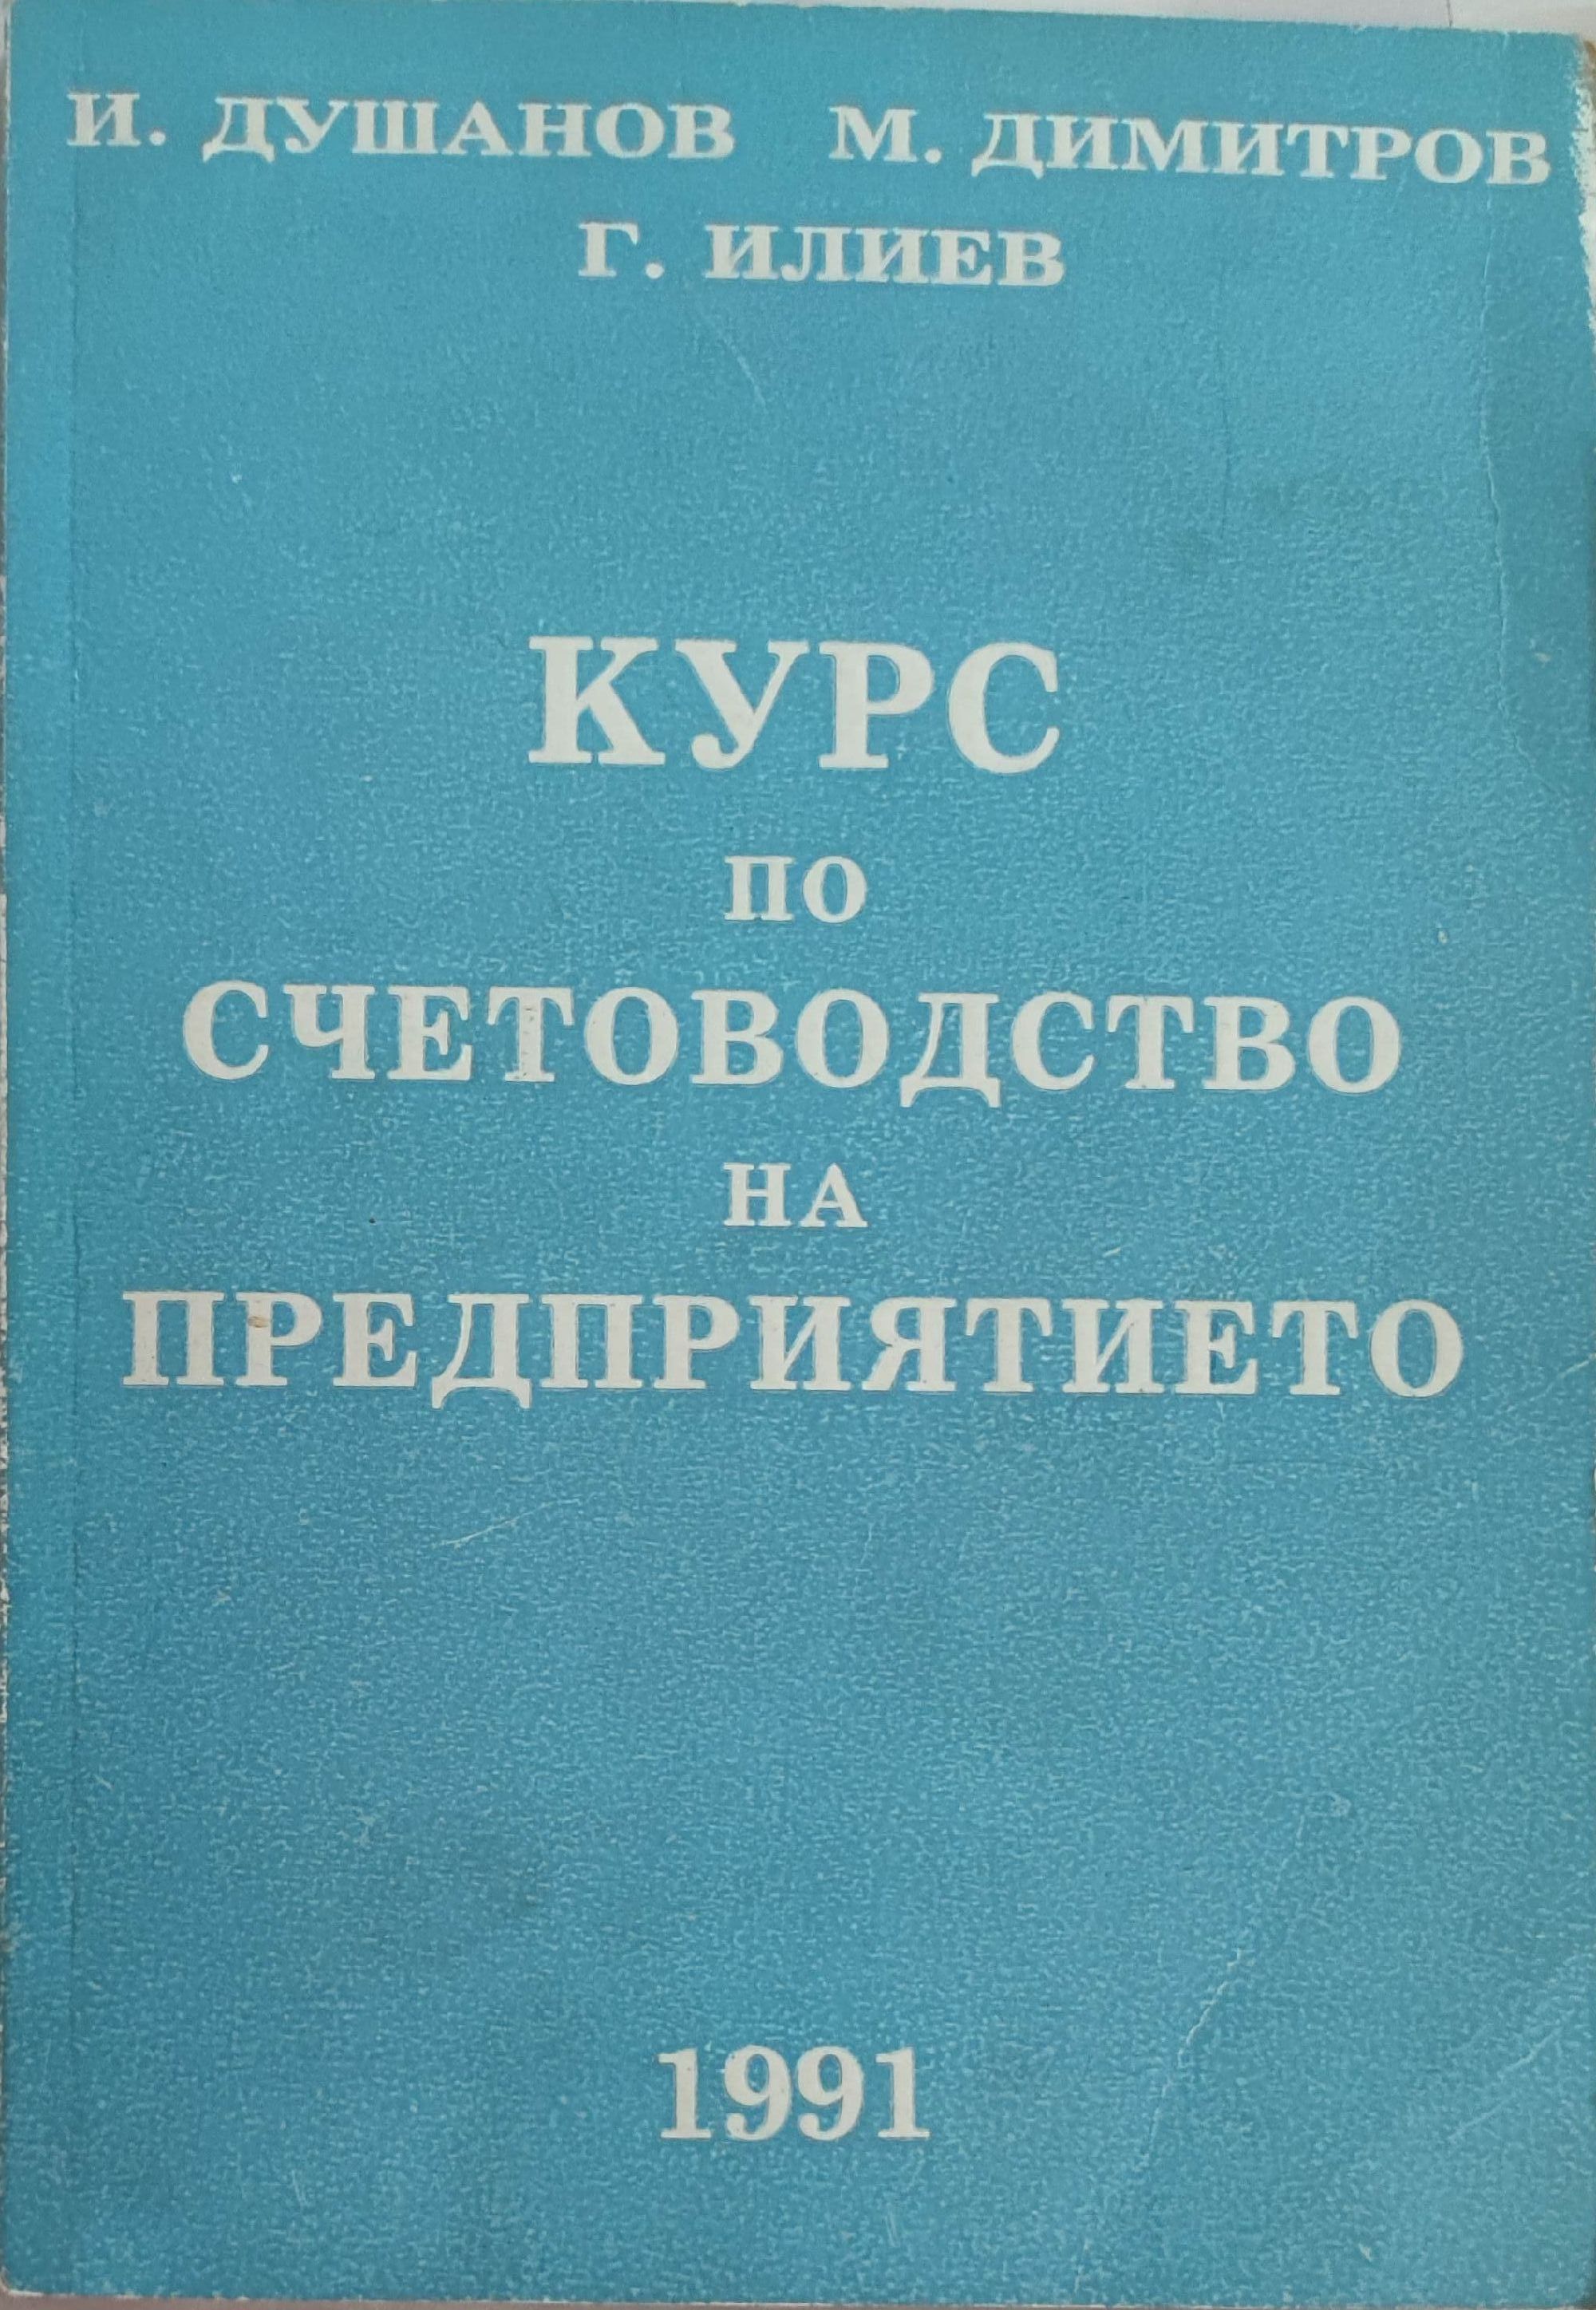 И. ДУШАНОВ М. ДИМИТРОВ
Г. ИЛИЕВ
КУРС
ПО
СЧЕТОВОДСТВО
НА
ПРЕДПРИЯТИЕТО
1991